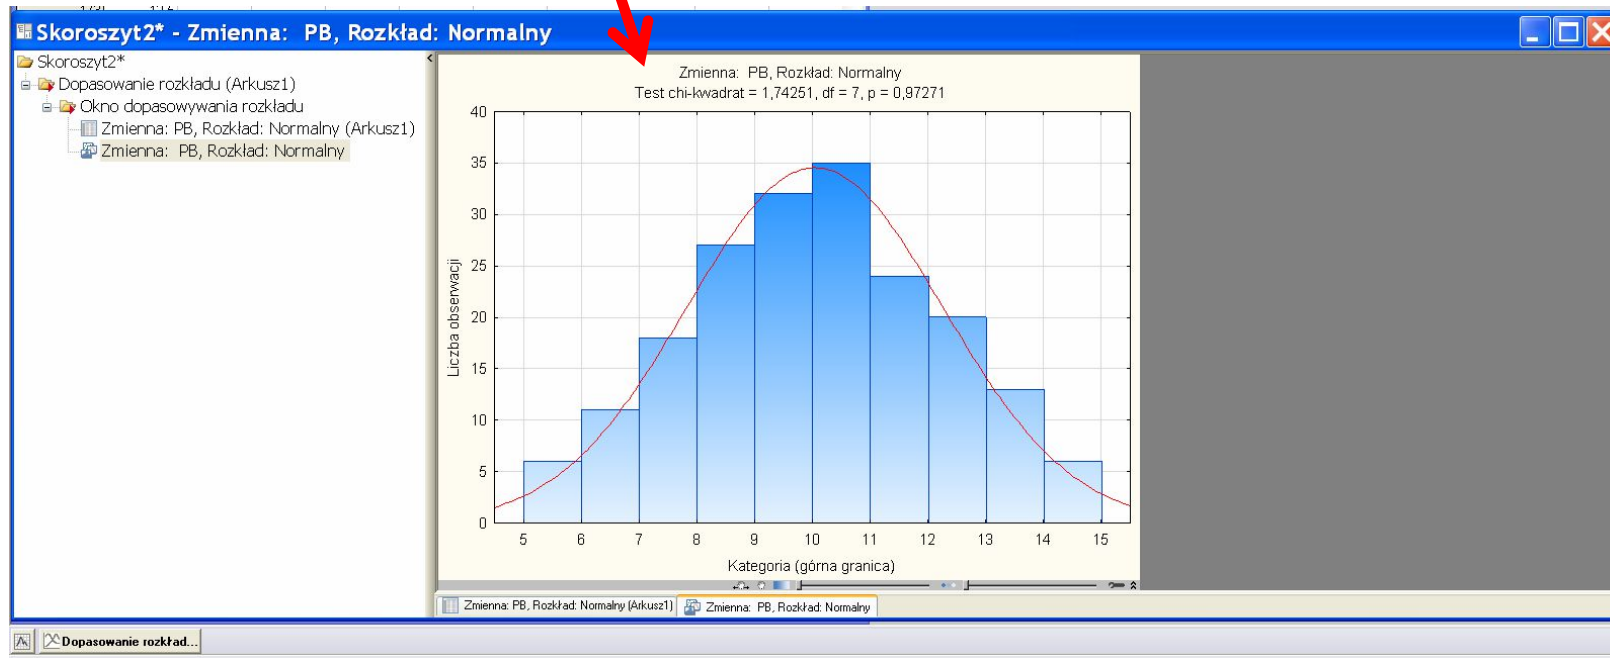 Skoroszyt2* - Zmienna: PB, Rozkład: Normalny
Skoroszyt2*
Dopasowanie rozkładu (Arkusz1)
Okno dopasowywania rozkładu
Zmienna: PB, Rozkład: Normalny (Arkusz1)
Zmienna: PB, Rozkład: Normalny
Zmienna: PB, Rozkład: Normalny
Test chi-kwadrat = 1,74251, df = 7, p = 0,97271
40
35
30
25
20
15
10
5
0
Liczba obserwacji
5 6 7 8 9 10 11 12 13 14 15
Kategoria (górna granica)
Zmienna: PB, Rozkład: Normalny (Arkusz1) Zmienna: PB, Rozkład: Normalny
Dopasowanie rozkład...